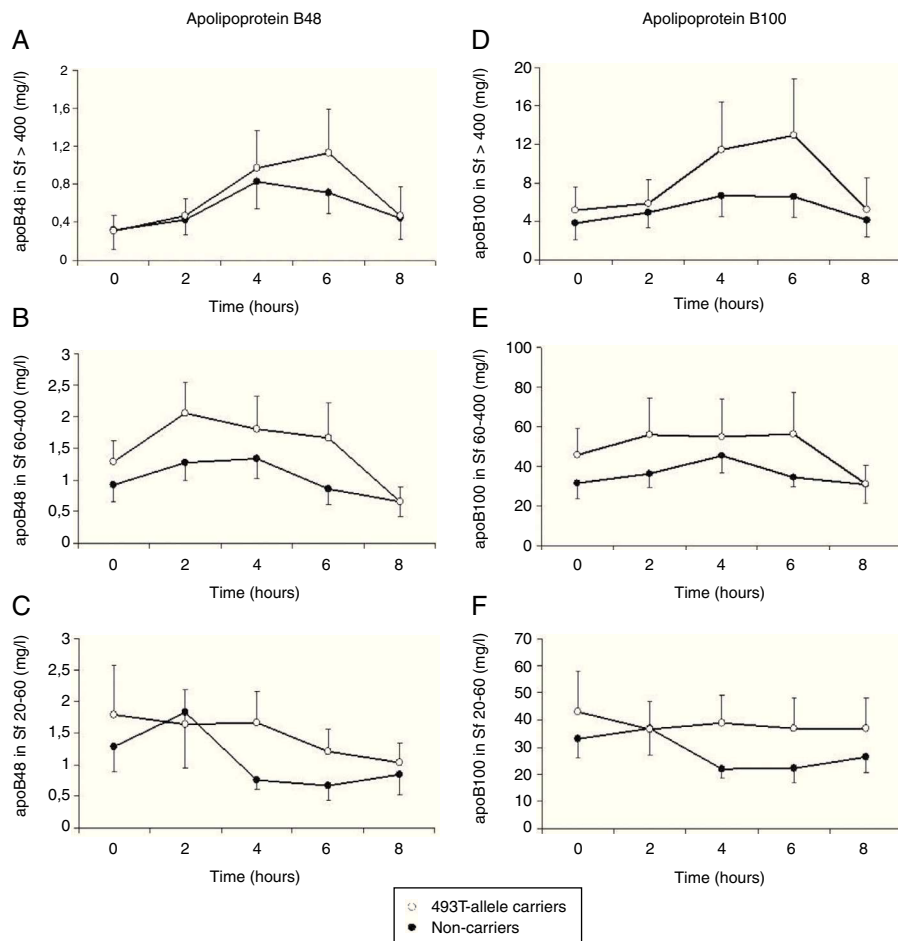 Apolipoprotein B48
Apolipoprotein B100
A
apoB48 in Sf > 400 (mg/l)
2
1,6
1,2
0,8
0,4
0
0 2 4 6 8
Time (hours)
D
apoB100 in Sf > 400 (mg/l)
20
16
12
8
4
0
0 2 4 6 8
Time (hours)
B
apoB48 in Sf 60-400 (mg/l)
3
2,5
2
1,5
1
0,5
0
0 2 4 6 8
Time (hours)
E
apoB100 in Sf 60-400 (mg/l)
100
80
60
40
20
0
0 2 4 6 8
Time (hours)
C
apoB48 in Sf 20-60 (mg/l)
3
2,5
2
1,5
1
0,5
0
0 2 4 6 8
Time (hours)
F
apoB100 in Sf 20-60 (mg/l)
70
60
50
40
30
20
10
0
0 2 4 6 8
Time (hours)
493T-allele carriers
Non-carriers